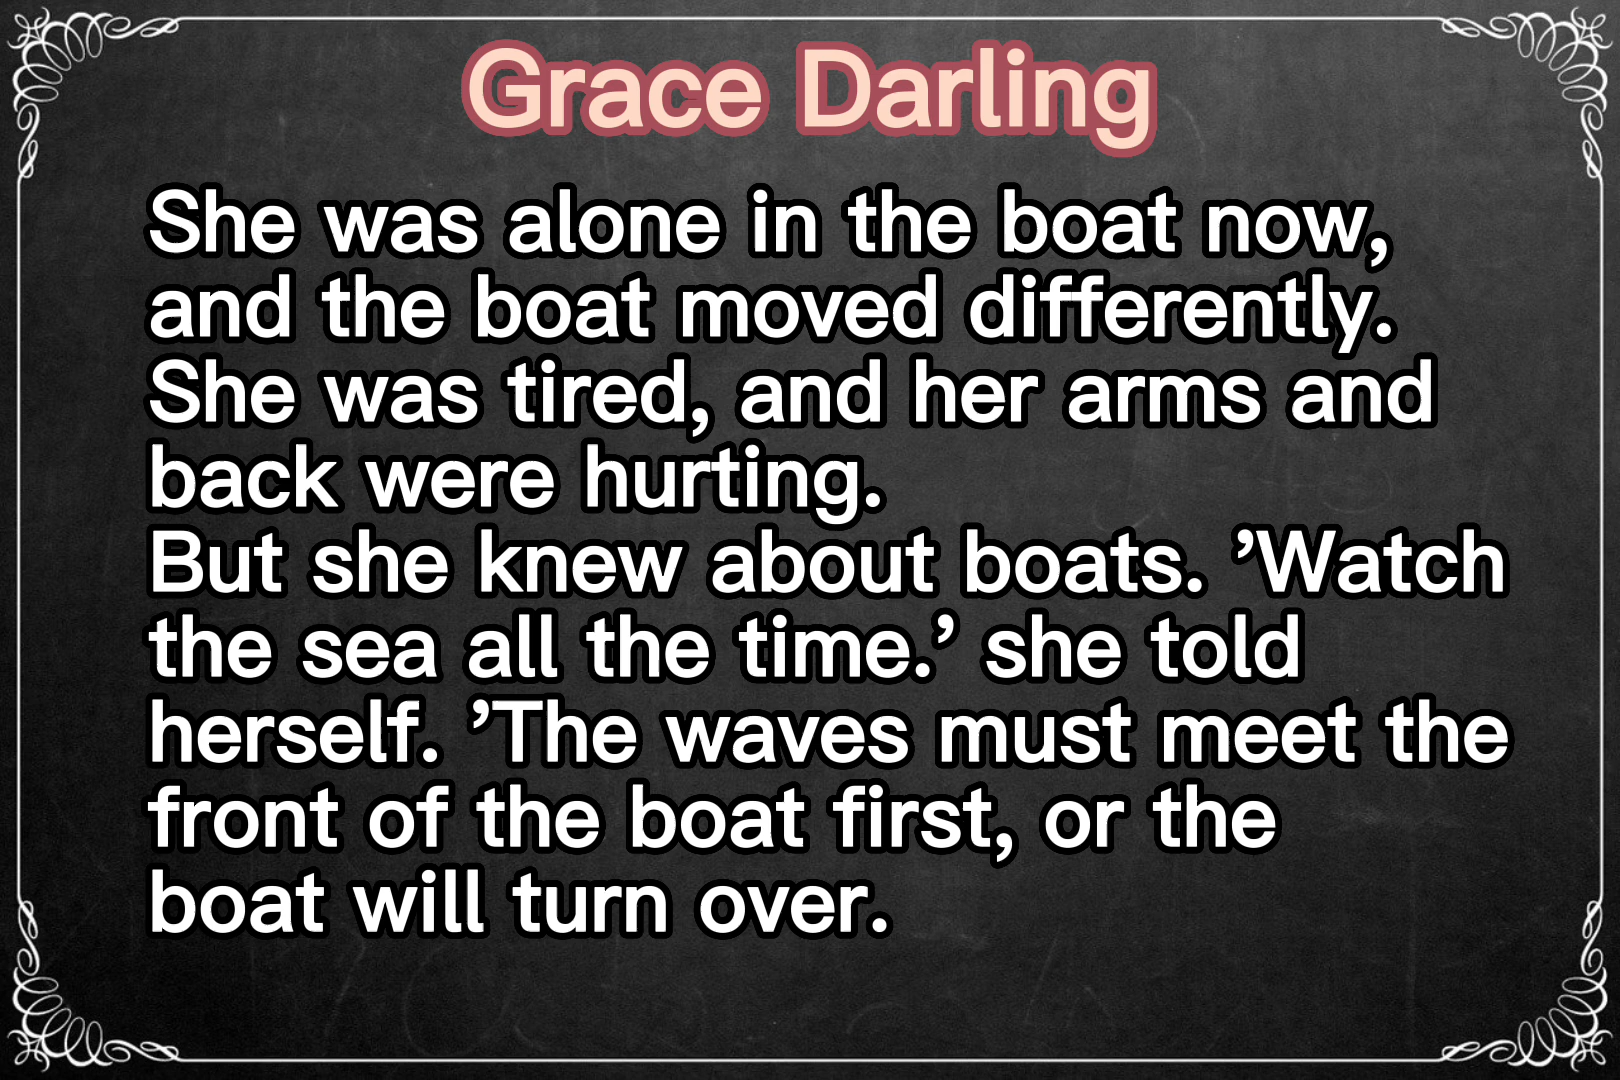 Grace Darling
She was alone in the boat now,
and the boat moved differently.
She was tired, and her arms and
back were hurting.
But she knew about boats. ’Watch
the sea all the time.’ she told
herself. ’The waves must meet the
front of the boat first, or the
boat will turn over.